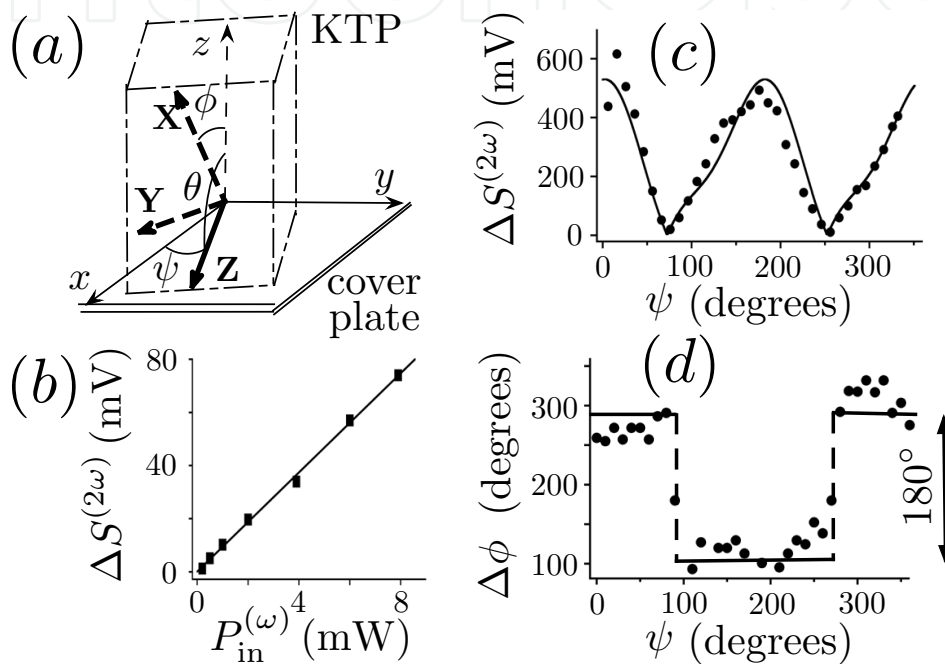 (a)
KTP
z
X
ϕ
θ
Y
y
x
ψ
Z
cover
plate
(b)
ΔS^(2ω) (mV)
80
40
0
0
4
8
P_in^(ω) (mW)
(c)
ΔS^(2ω) (mV)
600
400
200
0
0
100
200
300
ψ (degrees)
(d)
Δϕ (degrees)
300
200
100
0
100
200
300
180°
ψ (degrees)